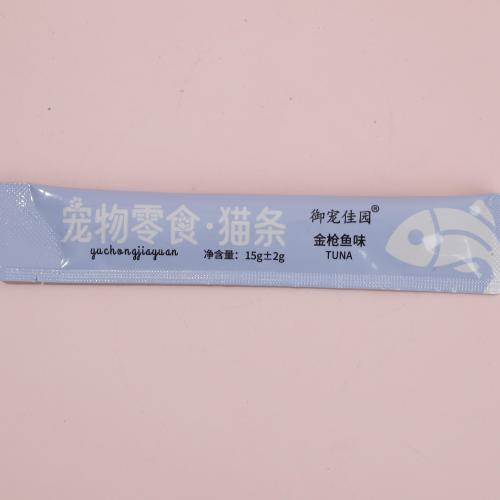 宠物零食·猫条
yuchongjiayuan
净含量：15g±2g
御宠佳园®
金枪鱼味
TUNA